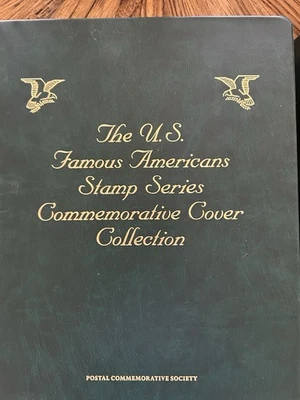 The U.S.
Famous Americans
Stamp Series
Commemorative Cover
Collection
POSTAL COMMEMORATIVE SOCIETY